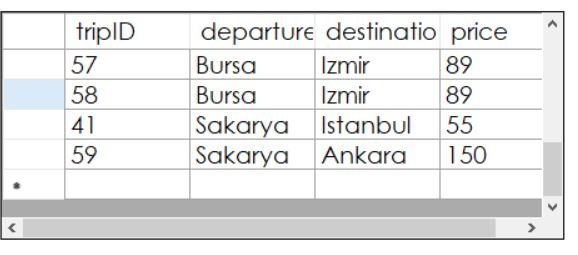 tripID departure destinatio price
57 Bursa Izmir 89
58 Bursa Izmir 89
41 Sakarya Istanbul 55
59 Sakarya Ankara 150
*